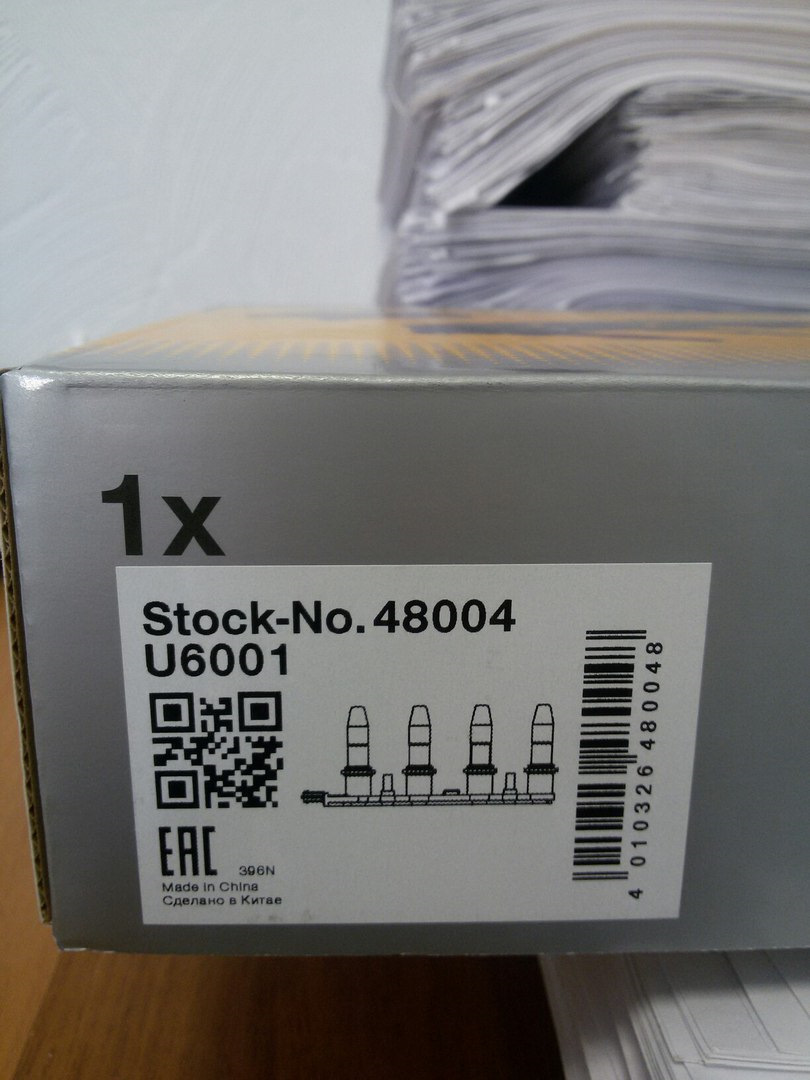 1x
Stock-No. 48004
U6001
EAC
396N
Made in China
Сделано в Китае
4 010326 480048